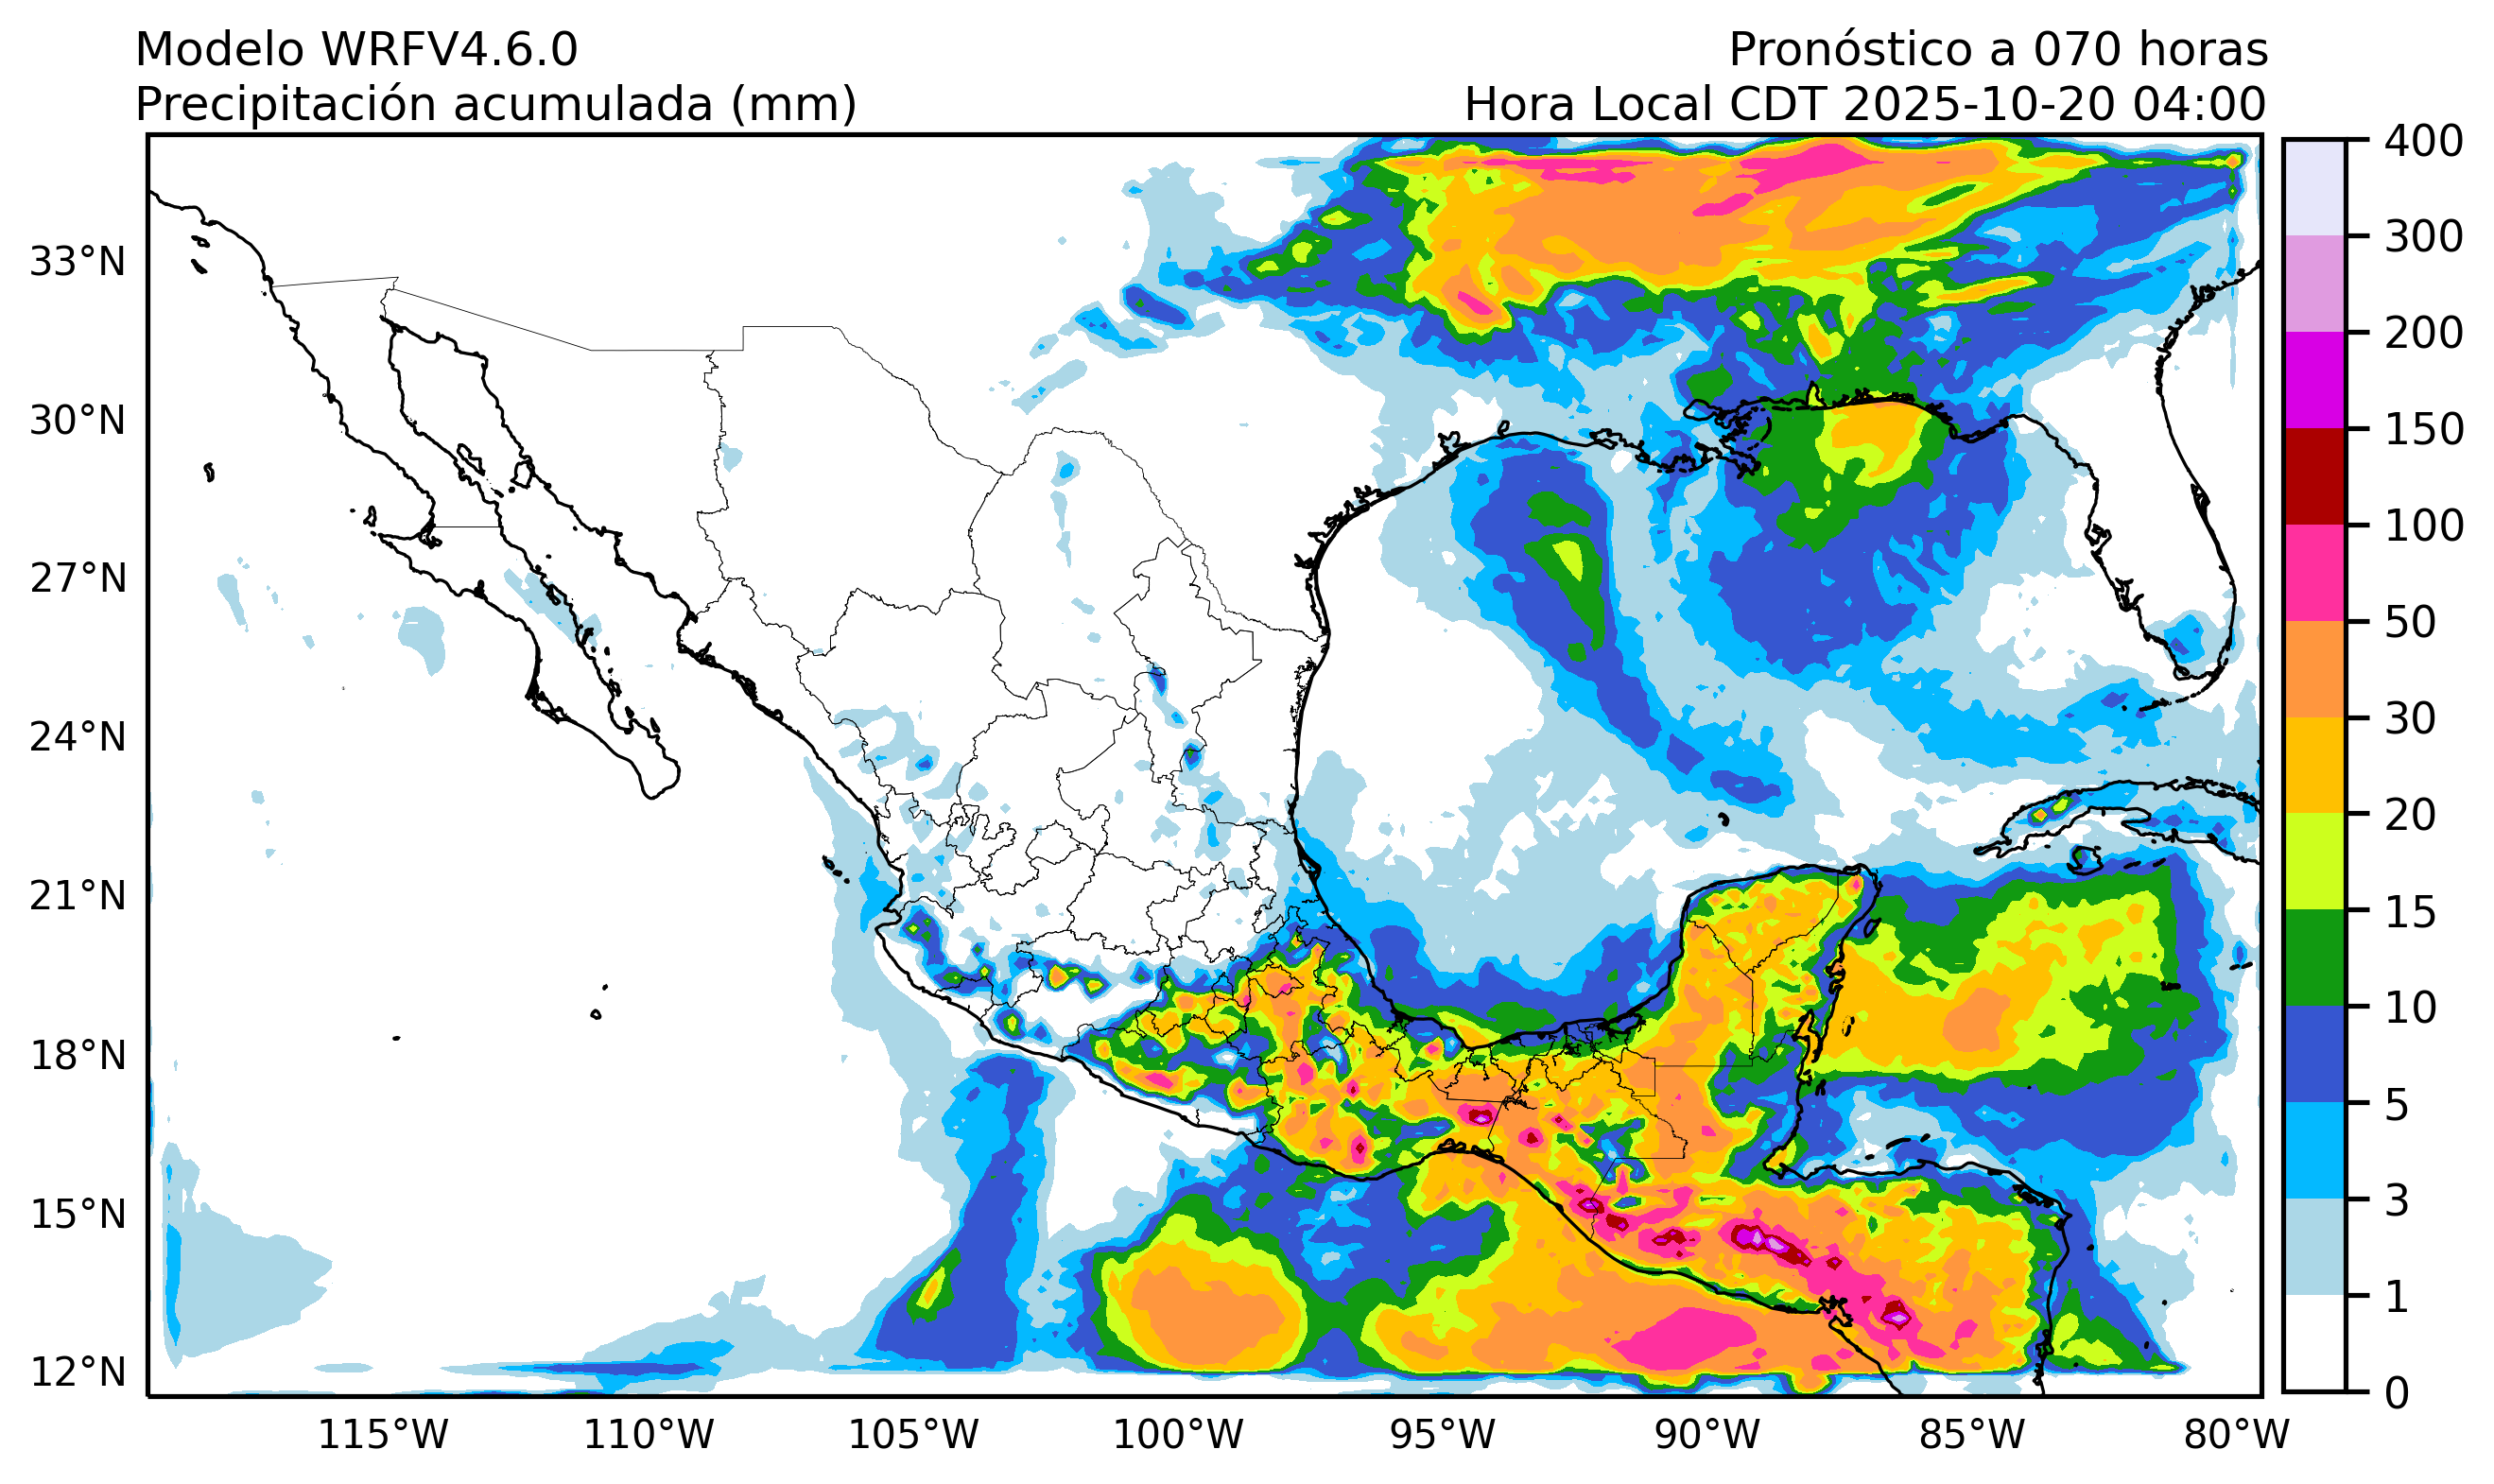 Modelo WRFV4.6.0
Pronóstico a 070 horas
Precipitación acumulada (mm)
Hora Local CDT 2025-10-20 04:00
33°N
30°N
27°N
24°N
21°N
18°N
15°N
12°N
115°W
110°W
105°W
100°W
95°W
90°W
85°W
80°W
400
300
200
150
100
50
30
20
15
10
5
3
1
0